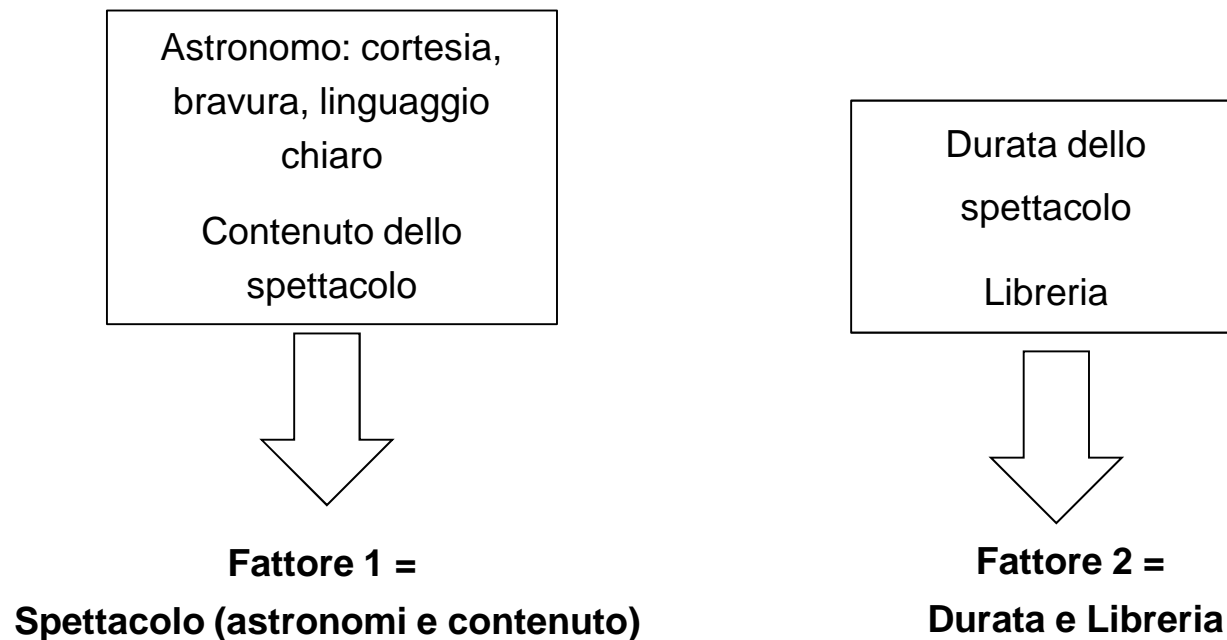 Astronomo: cortesia,
bravura, linguaggio
chiaro
Contenuto dello
spettacolo
Fattore 1 =
Spettacolo (astronomi e contenuto)
Durata dello
spettacolo
Libreria
Fattore 2 =
Durata e Libreria